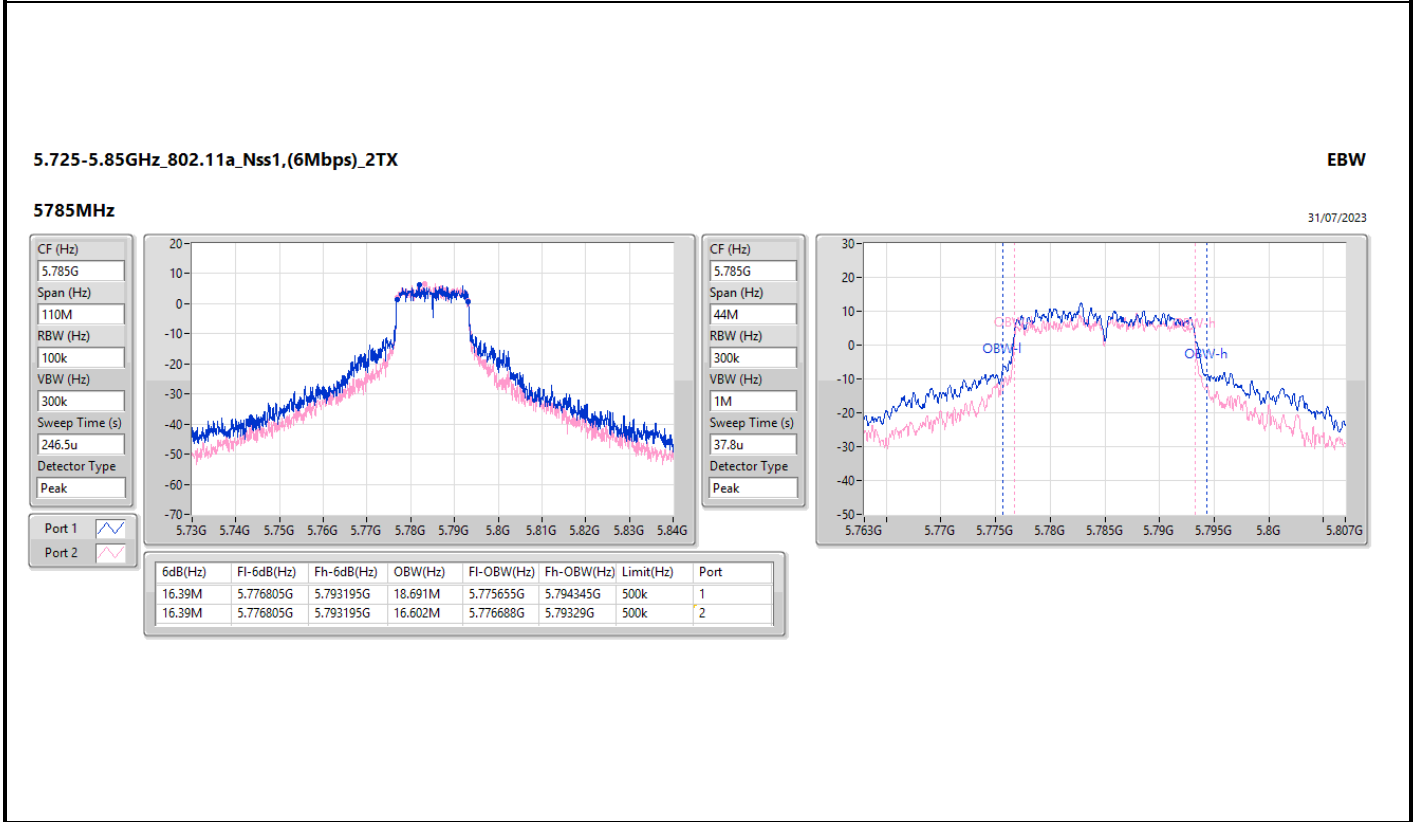 5.725-5.85GHz_802.11a_Nss1,(6Mbps)_2TX
EBW
5785MHz
31/07/2023
CF (Hz)
5.785G
Span (Hz)
110M
RBW (Hz)
100k
VBW (Hz)
300k
Sweep Time (s)
246.5u
Detector Type
Peak
Port 1
Port 2
20
10
0
-10
-20
-30
-40
-50
-60
-70
5.73G 5.74G 5.75G 5.76G 5.77G 5.78G 5.79G 5.8G 5.81G 5.82G 5.83G 5.84G
CF (Hz)
5.785G
Span (Hz)
44M
RBW (Hz)
300k
VBW (Hz)
1M
Sweep Time (s)
37.8u
Detector Type
Peak
30
20
10
0
-10
-20
-30
-40
-50
OBW-l
OBW-h
5.763G 5.77G 5.775G 5.78G 5.785G 5.79G 5.795G 5.8G 5.807G
6dB(Hz) Fl-6dB(Hz) Fh-6dB(Hz) OBW(Hz) Fl-OBW(Hz) Fh-OBW(Hz) Limit(Hz) Port
16.39M 5.776805G 5.793195G 18.691M 5.775655G 5.794345G 500k 1
16.39M 5.776805G 5.793195G 16.602M 5.776688G 5.79329G 500k 2